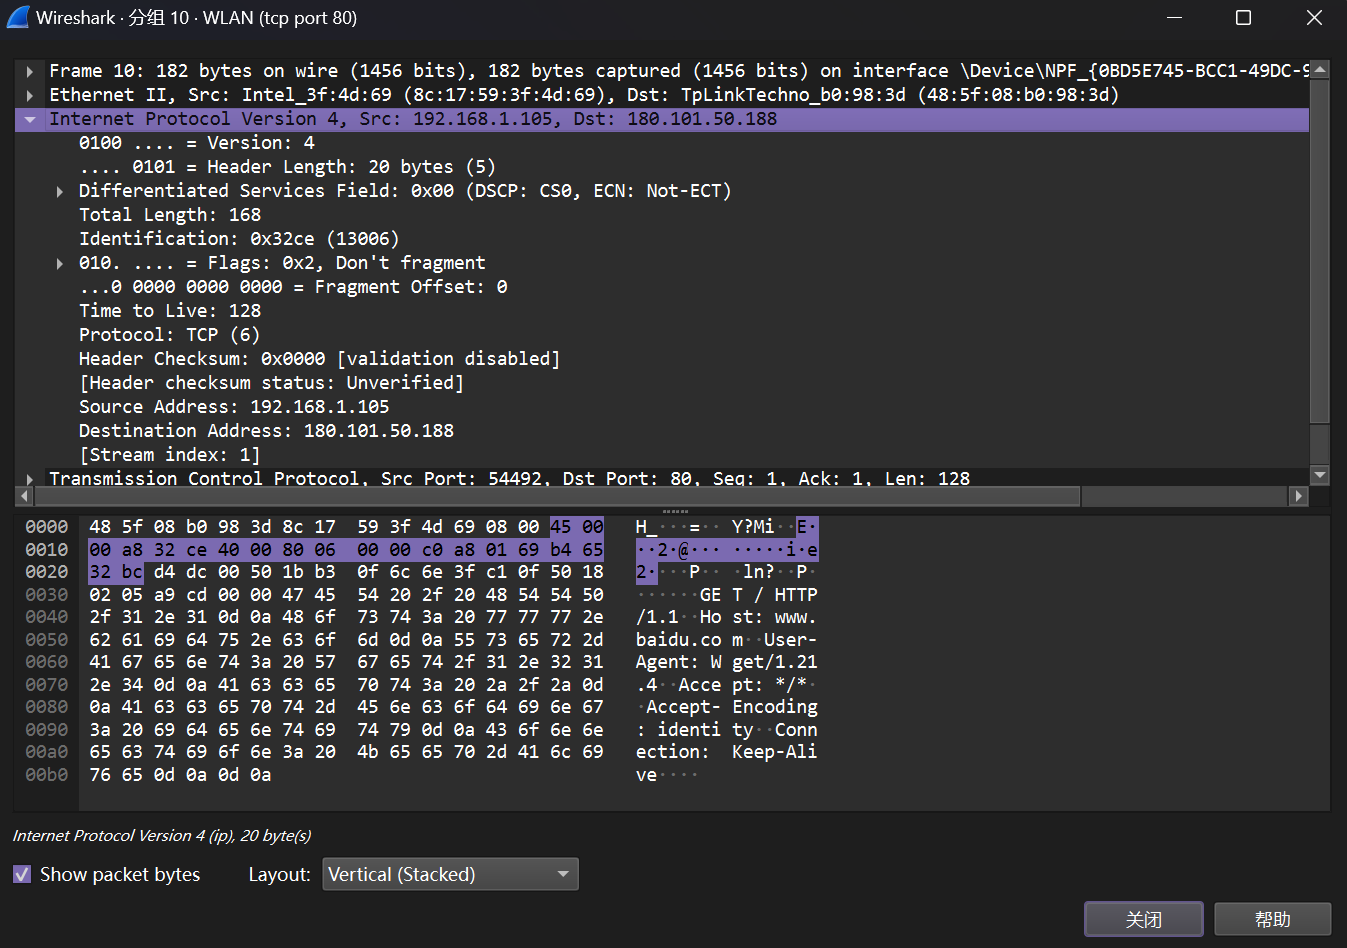 Wireshark · 分组 10 · WLAN (tcp port 80)
Frame 10: 182 bytes on wire (1456 bits), 182 bytes captured (1456 bits) on interface \Device\NPF_{0BD5E745-BCC1-49DC-9
Ethernet II, Src: Intel_3f:4d:69 (8c:17:59:3f:4d:69), Dst: TpLinkTechno_b0:98:3d (48:5f:08:b0:98:3d)
Internet Protocol Version 4, Src: 192.168.1.105, Dst: 180.101.50.188
0100 .... = Version: 4
.... 0101 = Header Length: 20 bytes (5)
Differentiated Services Field: 0x00 (DSCP: CS0, ECN: Not-ECT)
Total Length: 168
Identification: 0x32ce (13006)
010. .... = Flags: 0x2, Don't fragment
...0 0000 0000 0000 = Fragment Offset: 0
Time to Live: 128
Protocol: TCP (6)
Header Checksum: 0x0000 [validation disabled]
[Header checksum status: Unverified]
Source Address: 192.168.1.105
Destination Address: 180.101.50.188
[Stream index: 1]
Transmission Control Protocol, Src Port: 54492, Dst Port: 80, Seq: 1, Ack: 1, Len: 128
0000 48 5f 08 b0 98 3d 8c 17 59 3f 4d 69 08 00 45 00 H_···=·· Y?Mi··E·
0010 00 a8 32 ce 40 00 80 06 00 00 c0 a8 01 69 b4 65 ··2·@··· ·····i·e
0020 32 bc d4 dc 00 50 1b b3 0f 6c 6e 3f c1 0f 50 18 2····P·· ·ln?··P·
0030 02 05 a9 cd 00 00 47 45 54 20 2f 20 48 54 54 50 ······GE T / HTTP
0040 2f 31 2e 31 0d 0a 48 6f 73 74 3a 20 77 77 77 2e /1.1··Ho st: www.
0050 62 61 69 64 75 2e 63 6f 6d 0d 0a 55 73 65 72 2d baidu.co m··User-
0060 41 67 65 6e 74 3a 20 57 67 65 74 2f 31 2e 32 31 Agent: W get/1.21
0070 2e 34 0d 0a 41 63 63 65 70 74 3a 20 2a 2f 2a 0d .4··Acce pt: */*·
0080 0a 41 63 63 65 70 74 2d 45 6e 63 6f 64 69 6e 67 ·Accept- Encoding
0090 3a 20 69 64 65 6e 74 69 74 79 0d 0a 43 6f 6e 6e : identi ty··Conn
00a0 65 63 74 69 6f 6e 3a 20 4b 65 65 70 2d 41 6c 69 ection: Keep-Ali
00b0 76 65 0d 0a 0d 0a ve····
Internet Protocol Version 4 (ip), 20 byte(s)
Show packet bytes Layout: Vertical (Stacked)
关闭 帮助